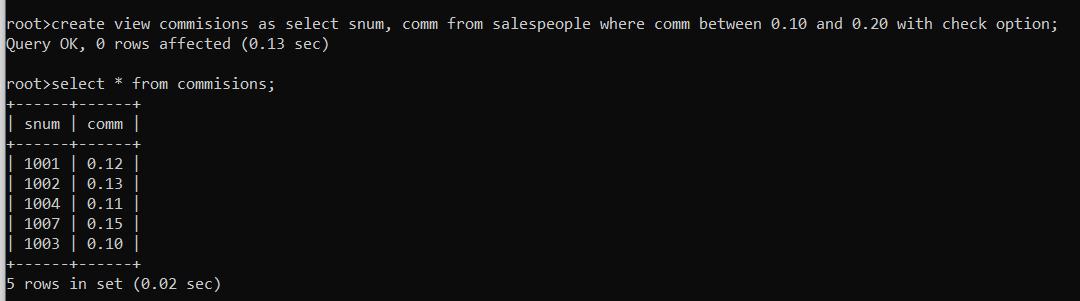 root>create view commisions as select snum, comm from salespeople where comm between 0.10 and 0.20 with check option;
Query OK, 0 rows affected (0.13 sec)
root>select * from commisions;
+------+------+
| snum | comm |
+------+------+
| 1001 | 0.12 |
| 1002 | 0.13 |
| 1004 | 0.11 |
| 1007 | 0.15 |
| 1003 | 0.10 |
+------+------+
5 rows in set (0.02 sec)